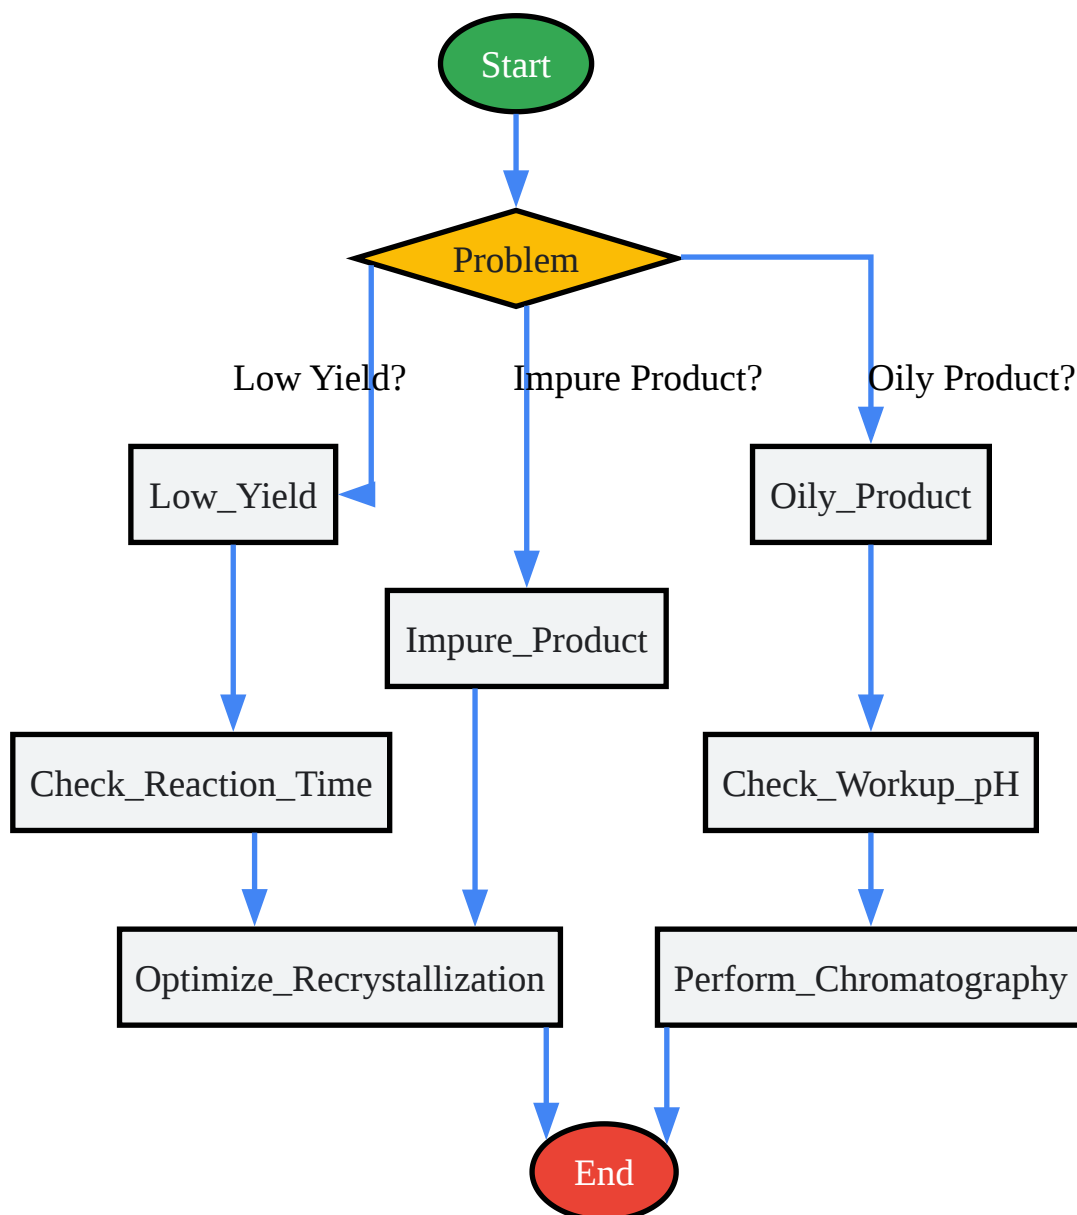 Start
Problem
Low Yield?
Impure Product?
Oily Product?
Low_Yield
Oily_Product
Impure_Product
Check_Reaction_Time
Check_Workup_pH
Optimize_Recrystallization
Perform_Chromatography
End